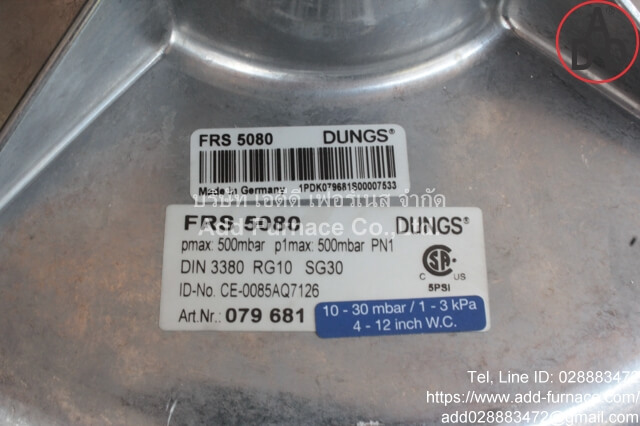 FRS 5080 DUNGS®
Made in Germany 1PDK079681S00007533
บริษัท เอดีดี เฟอร์เนส จำกัด
FRS 5080 DUNGS®
Add Furnace Co., Ltd.
pmax: 500mbar p1max: 500mbar PN1
DIN 3380 RG10 SG30
C US
5PSI
ID-No. CE-0085AQ7126
Art.Nr.: 079 681
10 - 30 mbar / 1 - 3 kPa
4 - 12 inch W.C.
Tel, Line ID: 028883472
https://www.add-furnace.com/
add028883472@gmail.com